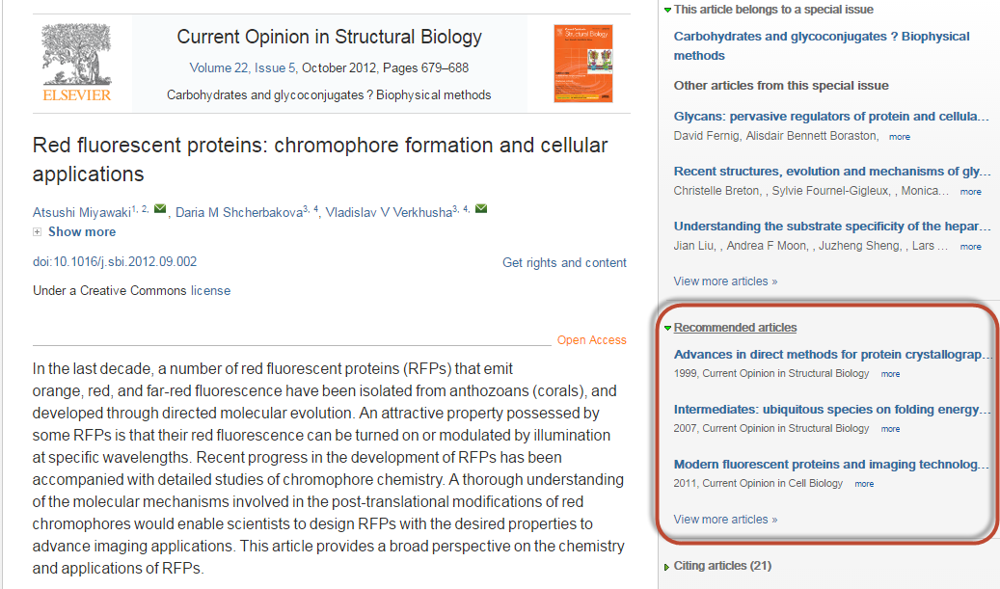 ELSEVIER
Current Opinion in Structural Biology
Volume 22, Issue 5, October 2012, Pages 679–688
Carbohydrates and glycoconjugates ? Biophysical methods
Red fluorescent proteins: chromophore formation and cellular
applications
Atsushi Miyawaki1, 2, , Daria M Shcherbakova3, 4, Vladislav V Verkhusha3, 4,
Show more
doi:10.1016/j.sbi.2012.09.002
Get rights and content
Under a Creative Commons license
Open Access
In the last decade, a number of red fluorescent proteins (RFPs) that emit
orange, red, and far-red fluorescence have been isolated from anthozoans (corals), and
developed through directed molecular evolution. An attractive property possessed by
some RFPs is that their red fluorescence can be turned on or modulated by illumination
at specific wavelengths. Recent progress in the development of RFPs has been
accompanied with detailed studies of chromophore chemistry. A thorough understanding
of the molecular mechanisms involved in the post-translational modifications of red
chromophores would enable scientists to design RFPs with the desired properties to
advance imaging applications. This article provides a broad perspective on the chemistry
and applications of RFPs.
This article belongs to a special issue
Carbohydrates and glycoconjugates ? Biophysical
methods
Other articles from this special issue
Glycans: pervasive regulators of protein and cellula...
David Fernig, Alisdair Bennett Boraston, more
Recent structures, evolution and mechanisms of gly...
Christelle Breton, , Sylvie Fournel-Gigleux, , Monica... more
Understanding the substrate specificity of the hepar...
Jian Liu, , Andrea F Moon, , Juzheng Sheng, , Lars ... more
View more articles »
Recommended articles
Advances in direct methods for protein crystallograp...
1999, Current Opinion in Structural Biology more
Intermediates: ubiquitous species on folding energy...
2007, Current Opinion in Structural Biology more
Modern fluorescent proteins and imaging technolog...
2011, Current Opinion in Cell Biology more
View more articles »
Citing articles (21)